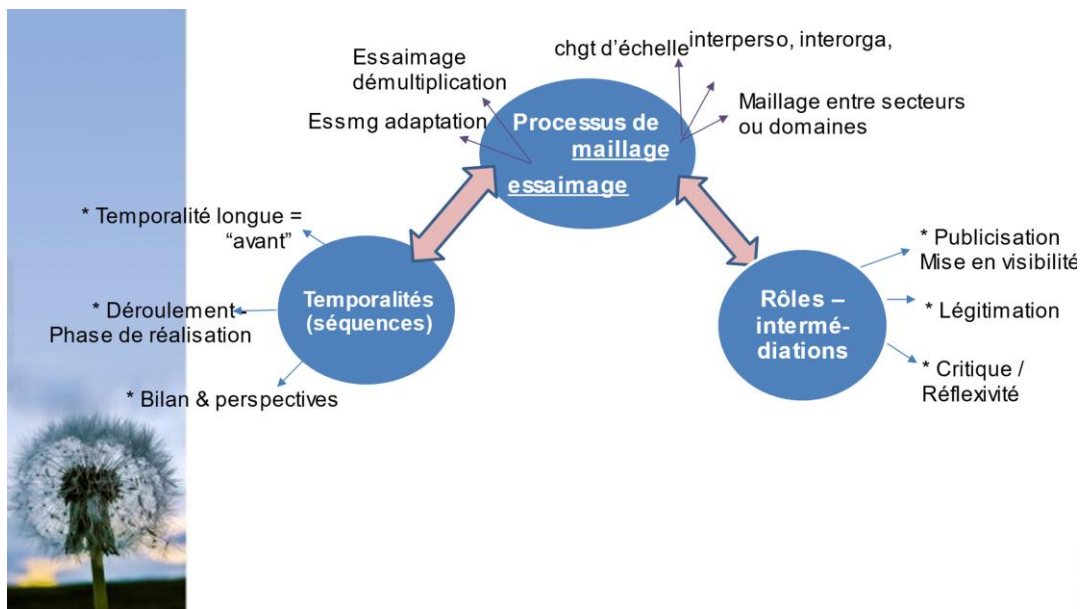 Essaimage
démultiplication
Essmg adaptation
chgt d'échelle
interperso, interorga,
Maillage entre secteurs
ou domaines
Processus de
maillage
essaimage
* Temporalité longue =
“avant”
* Déroulement -
Phase de réalisation
* Bilan & perspectives
Temporalités
(séquences)
Rôles –
intermé-
diations
* Publicisation
Mise en visibilité
* Légitimation
* Critique /
Réflexivité